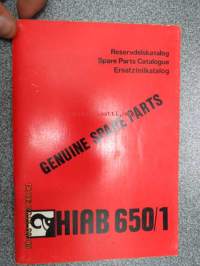 Reservdelskatalog
Spare Parts Catalogue
Ersatzteilkatalog
GENUINE SPARE PARTS
HIAB 650/1